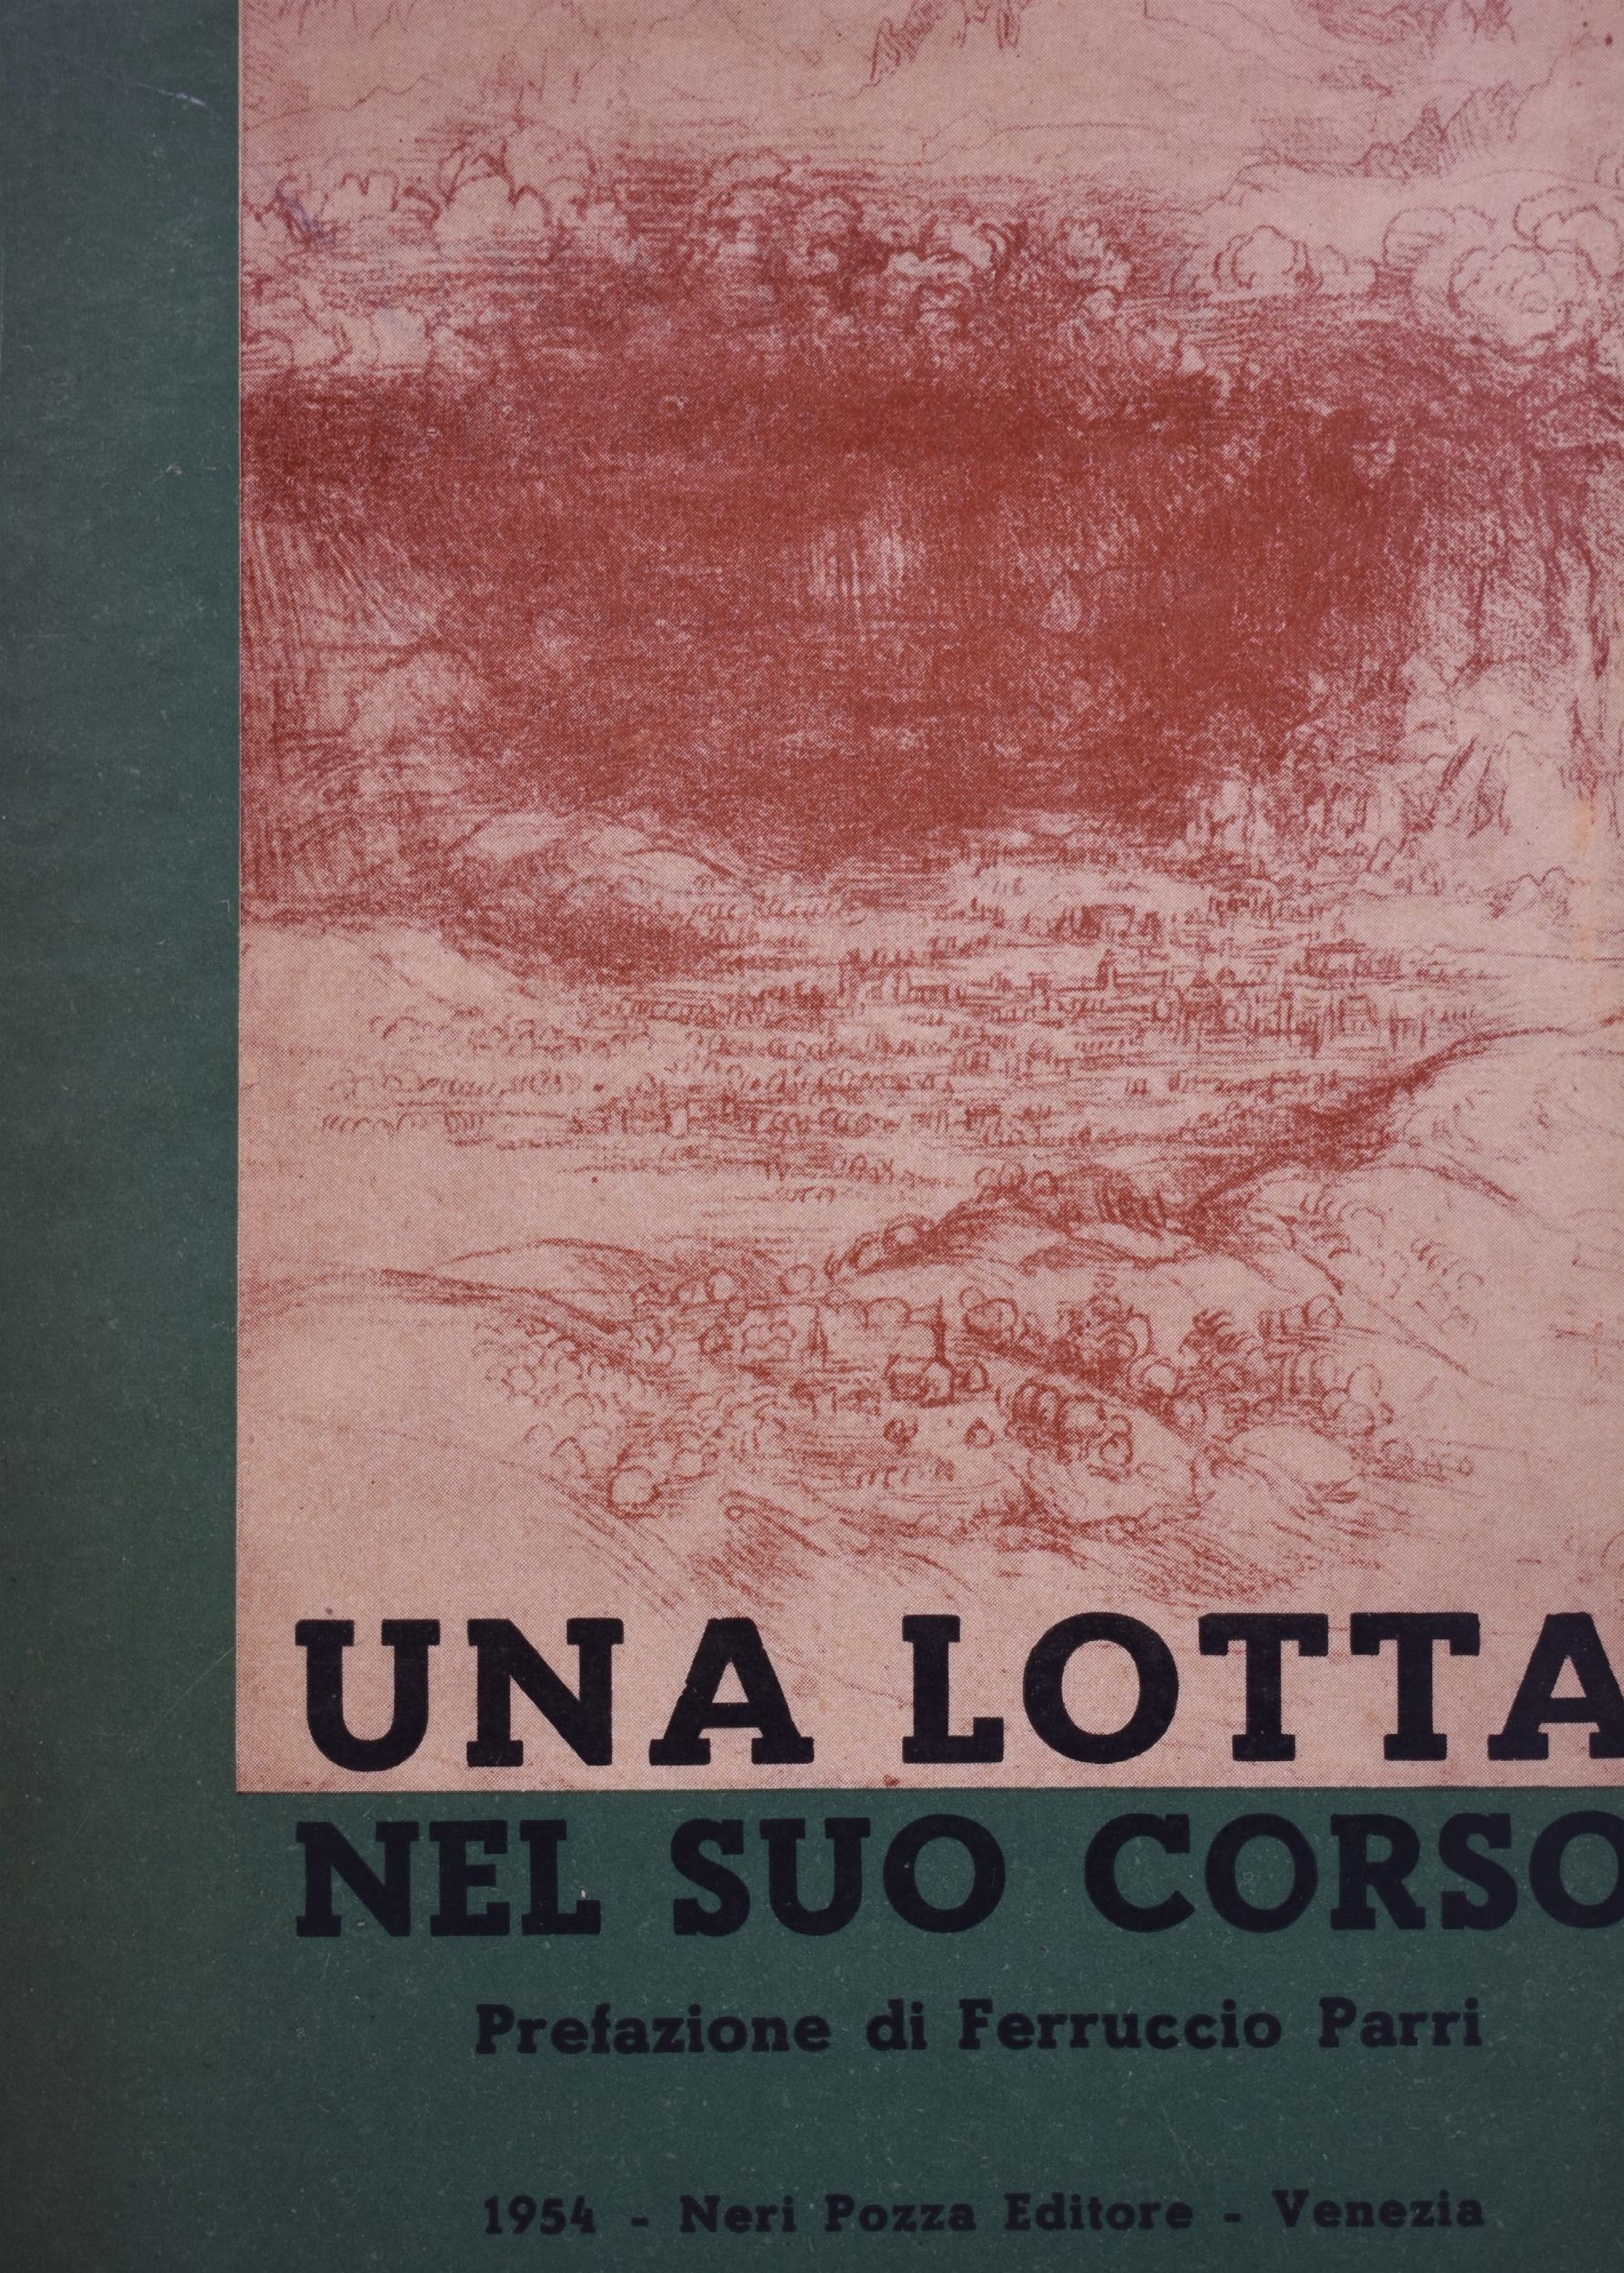 UNA LOTTA
NEL SUO CORSO
Prefazione di Ferruccio Parri
1954 - Neri Pozza Editore - Venezia